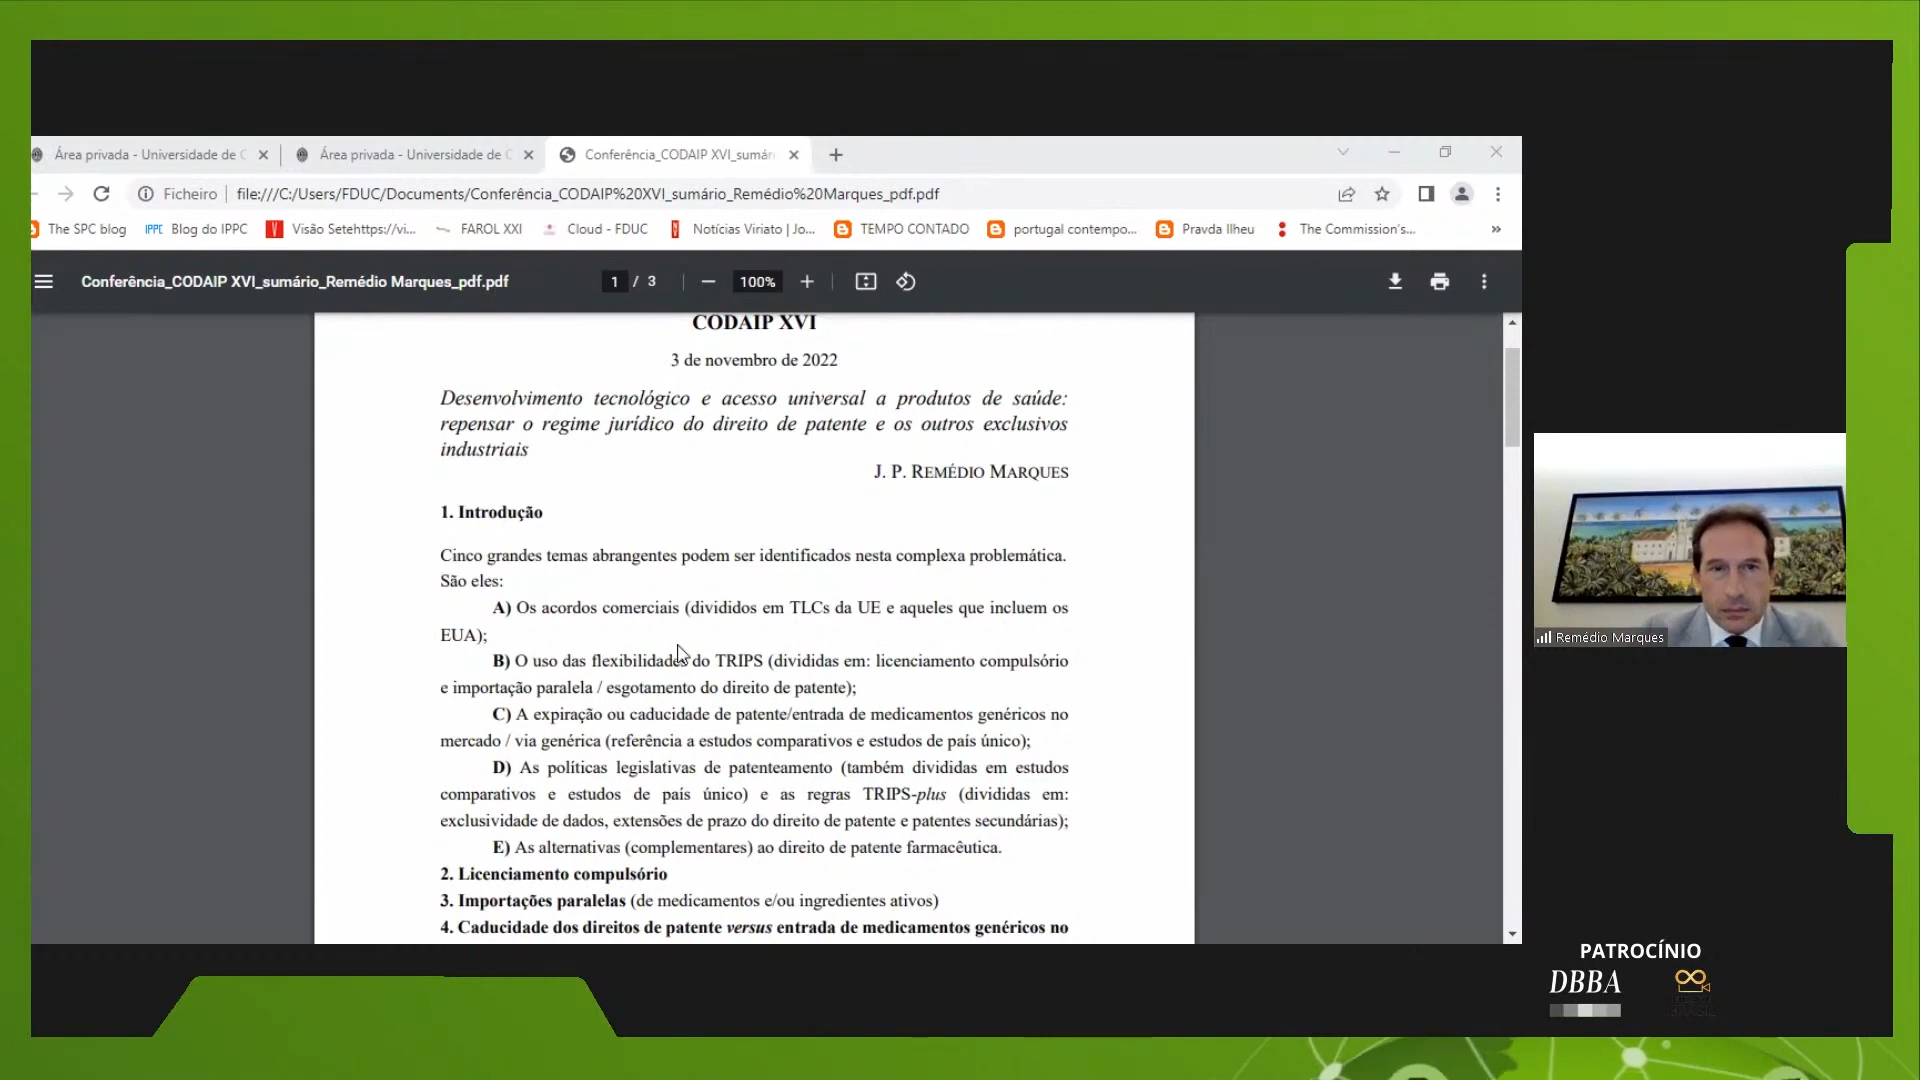 Área privada - Universidade de C
Área privada - Universidade de C
Conferência_CODAIP XVI_sumár
Ficheiro
file:///C:/Users/FDUC/Documents/Conferência_CODAIP%20XVI_sumário_Remédio%20Marques_pdf.pdf
The SPC blog
IPPC Blog do IPPC
Visão Setehttps://vi...
FAROL XXI
Cloud - FDUC
Notícias Viriato | Jo...
TEMPO CONTADO
portugal contempo...
Pravda Ilheu
The Commission's...
»
Conferência_CODAIP XVI_sumário_Remédio Marques_pdf.pdf
1 / 3
100%
CODAIP XVI
3 de novembro de 2022
Desenvolvimento tecnológico e acesso universal a produtos de saúde:
repensar o regime jurídico do direito de patente e os outros exclusivos
industriais
J. P. REMÉDIO MARQUES
1. Introdução
Cinco grandes temas abrangentes podem ser identificados nesta complexa problemática.
São eles:
A) Os acordos comerciais (divididos em TLCs da UE e aqueles que incluem os
EUA);
B) O uso das flexibilidades do TRIPS (divididas em: licenciamento compulsório
e importação paralela / esgotamento do direito de patente);
C) A expiração ou caducidade de patente/entrada de medicamentos genéricos no
mercado / via genérica (referência a estudos comparativos e estudos de país único);
D) As políticas legislativas de patenteamento (também divididas em estudos
comparativos e estudos de país único) e as regras TRIPS-plus (divididas em:
exclusividade de dados, extensões de prazo do direito de patente e patentes secundárias);
E) As alternativas (complementares) ao direito de patente farmacêutica.
2. Licenciamento compulsório
3. Importações paralelas (de medicamentos e/ou ingredientes ativos)
4. Caducidade dos direitos de patente versus entrada de medicamentos genéricos no
Remédio Marques
PATROCÍNIO
DBBA